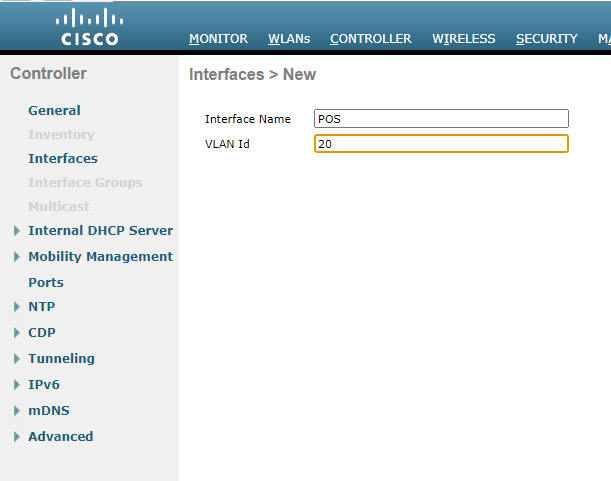 CISCO
MONITOR WLANs CONTROLLER WIRELESS SECURITY MA
Controller
General
Inventory
Interfaces
Interface Groups
Multicast
Internal DHCP Server
Mobility Management
Ports
NTP
CDP
Tunneling
IPv6
mDNS
Advanced
Interfaces > New
Interface Name POS
VLAN Id 20